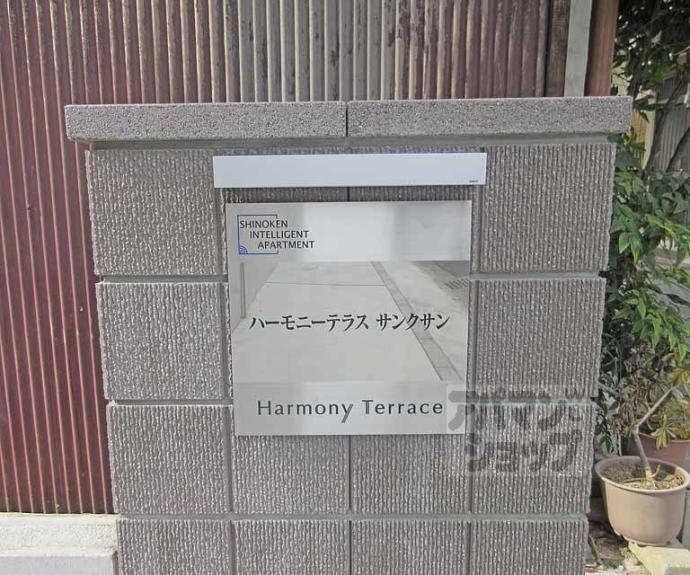 SHINOKEN
INTELLIGENT
APARTMENT
ハーモニーテラス サンクサン
Harmony Terrace
アパマン
ショップ